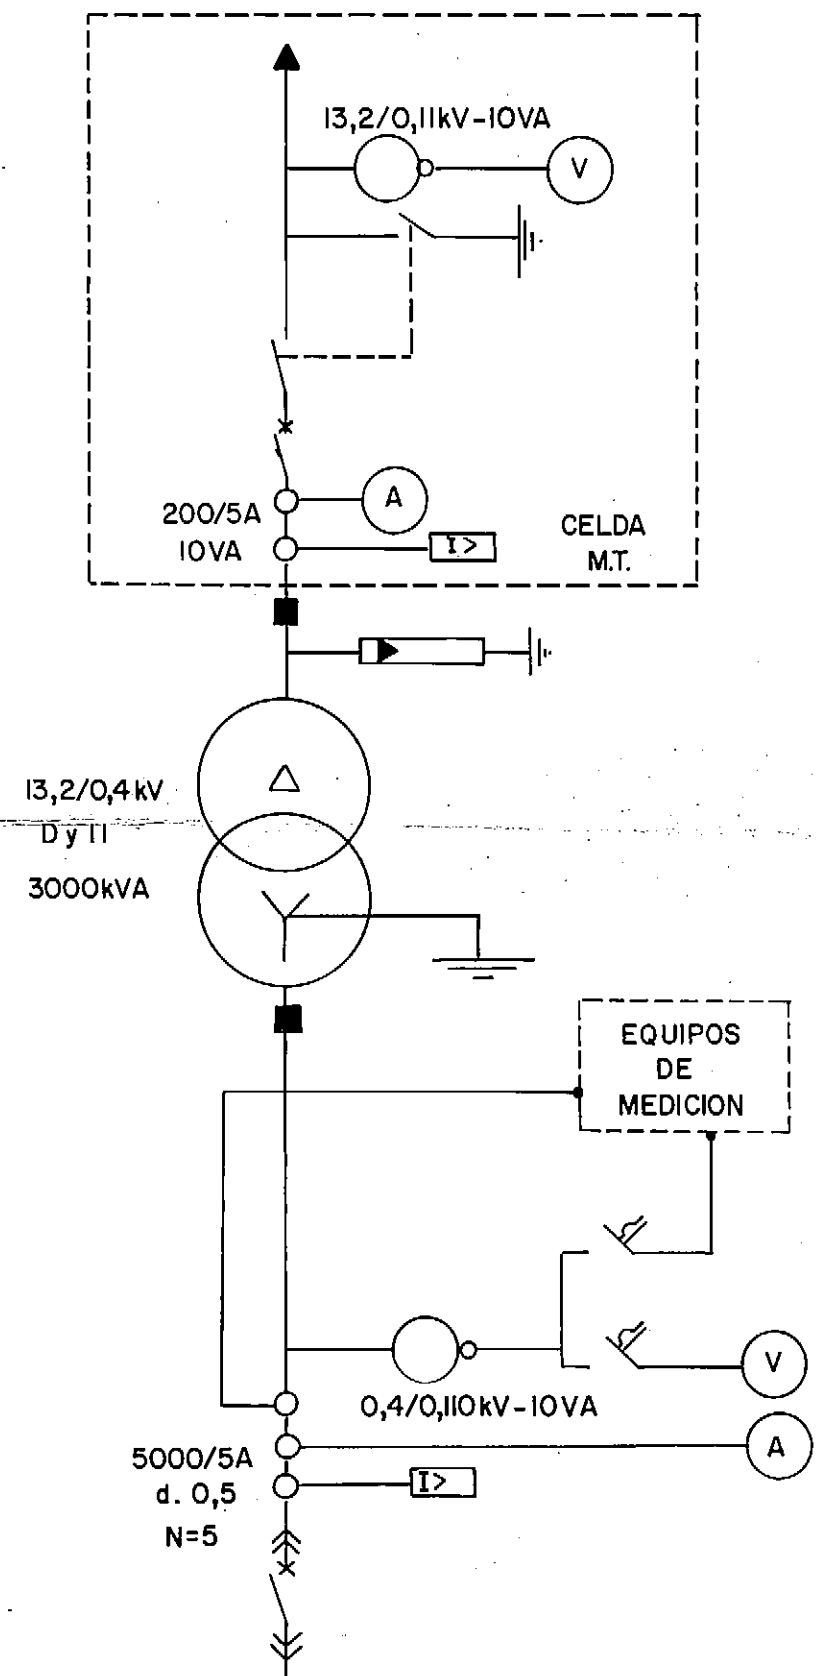 13,2/0,11kV-10VA
V
A
200/5A
10VA
I>
CELDA
M.T.
13,2/0,4kV
Dy11
3000kVA
EQUIPOS
DE
MEDICION
V
0,4/0,110kV-10VA
A
5000/5A
d. 0,5
I>
N=5